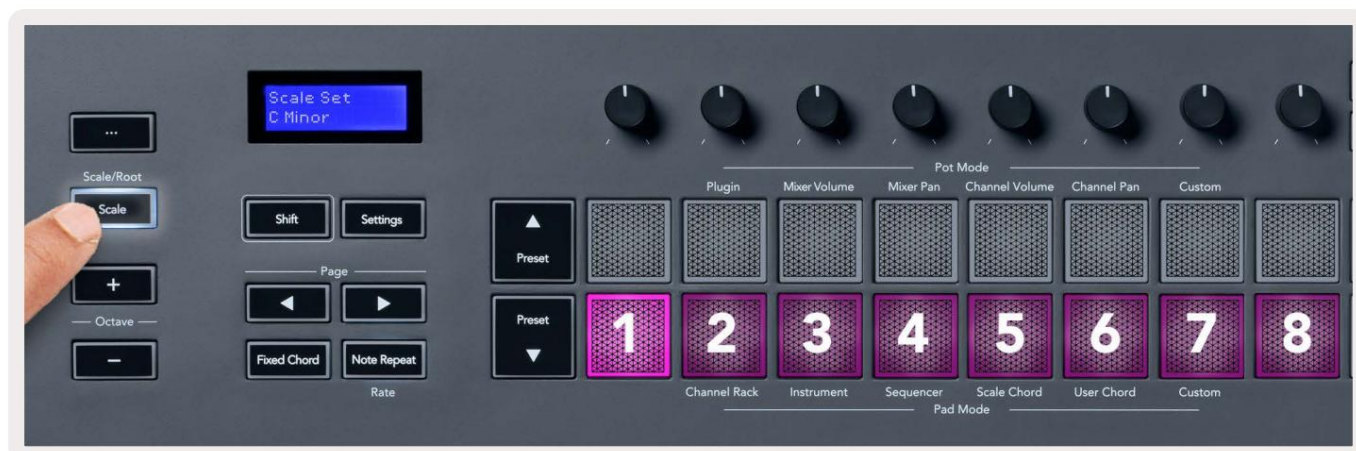 Scale Set
C Minor
...
Scale/Root
Scale
Shift
Settings
Page
+
Octave
−
Fixed Chord
Note Repeat
Rate
Preset
Preset
Pot Mode
Plugin
Mixer Volume
Mixer Pan
Channel Volume
Channel Pan
Custom
1
2
3
4
5
6
7
8
Channel Rack
Instrument
Sequencer
Scale Chord
User Chord
Custom
Pad Mode